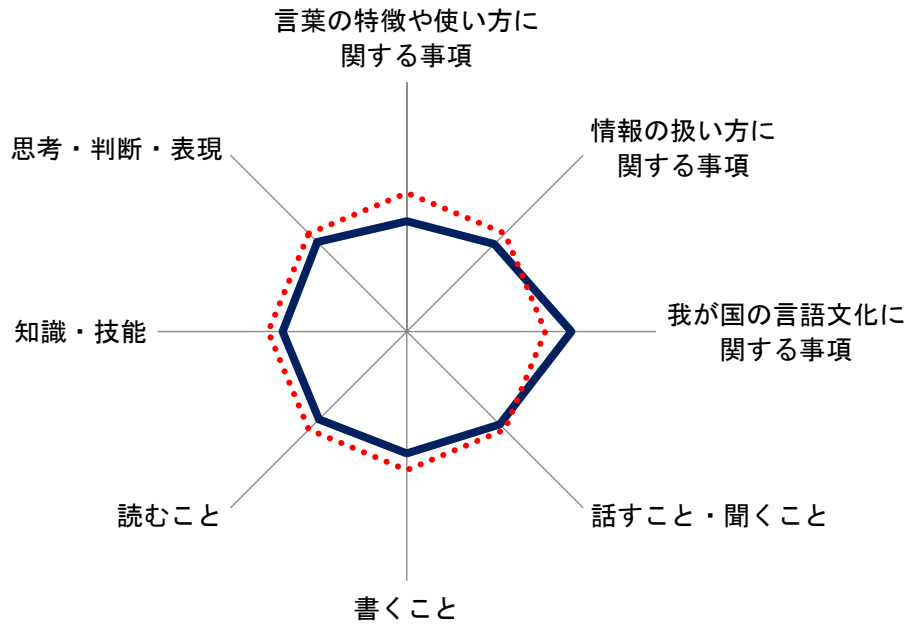 言葉の特徴や使い方に
関する事項
情報の扱い方に
関する事項
我が国の言語文化に
関する事項
話すこと・聞くこと
書くこと
読むこと
知識・技能
思考・判断・表現